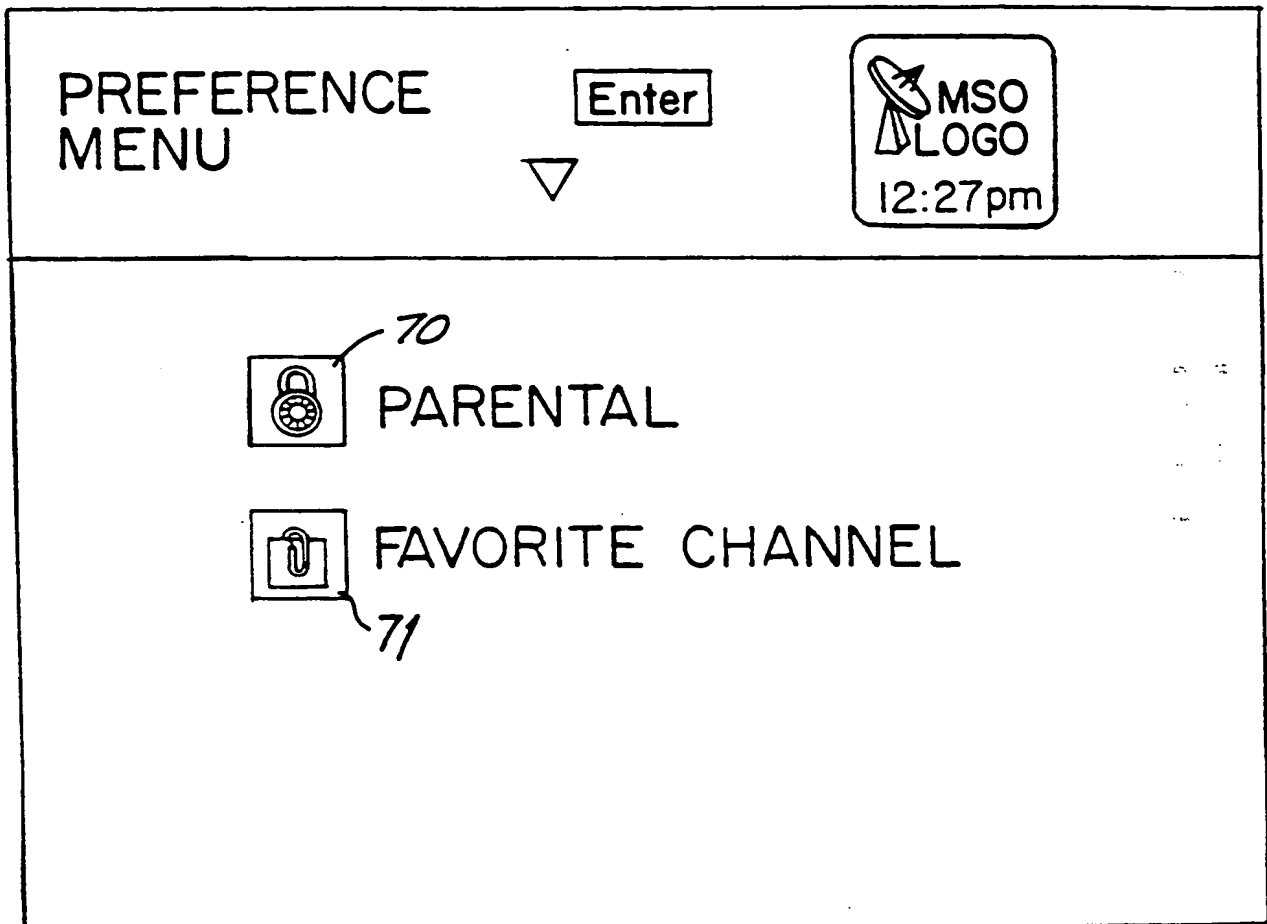 PREFERENCE
MENU
Enter
MSO
LOGO
12:27pm
70
PARENTAL
FAVORITE CHANNEL
71